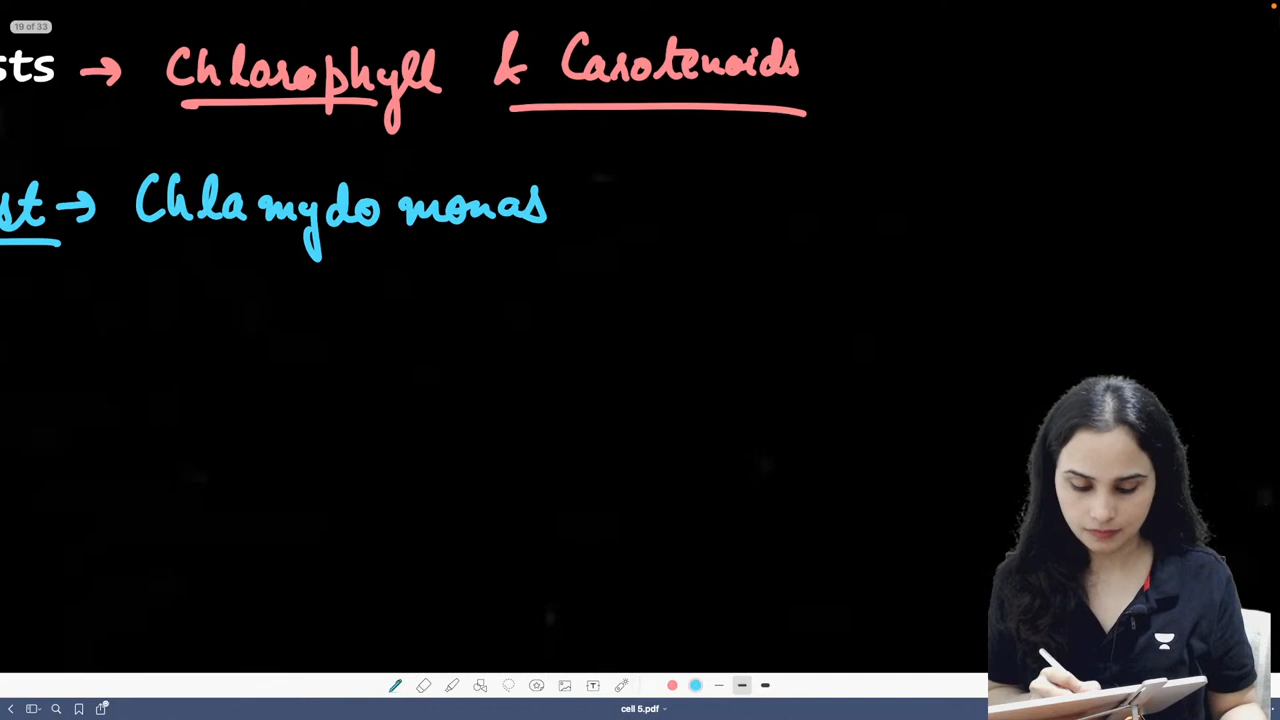 19 of 33
sts → Chlorophyll & Carotenoids
st → Chlamydomonas
cell 5.pdf